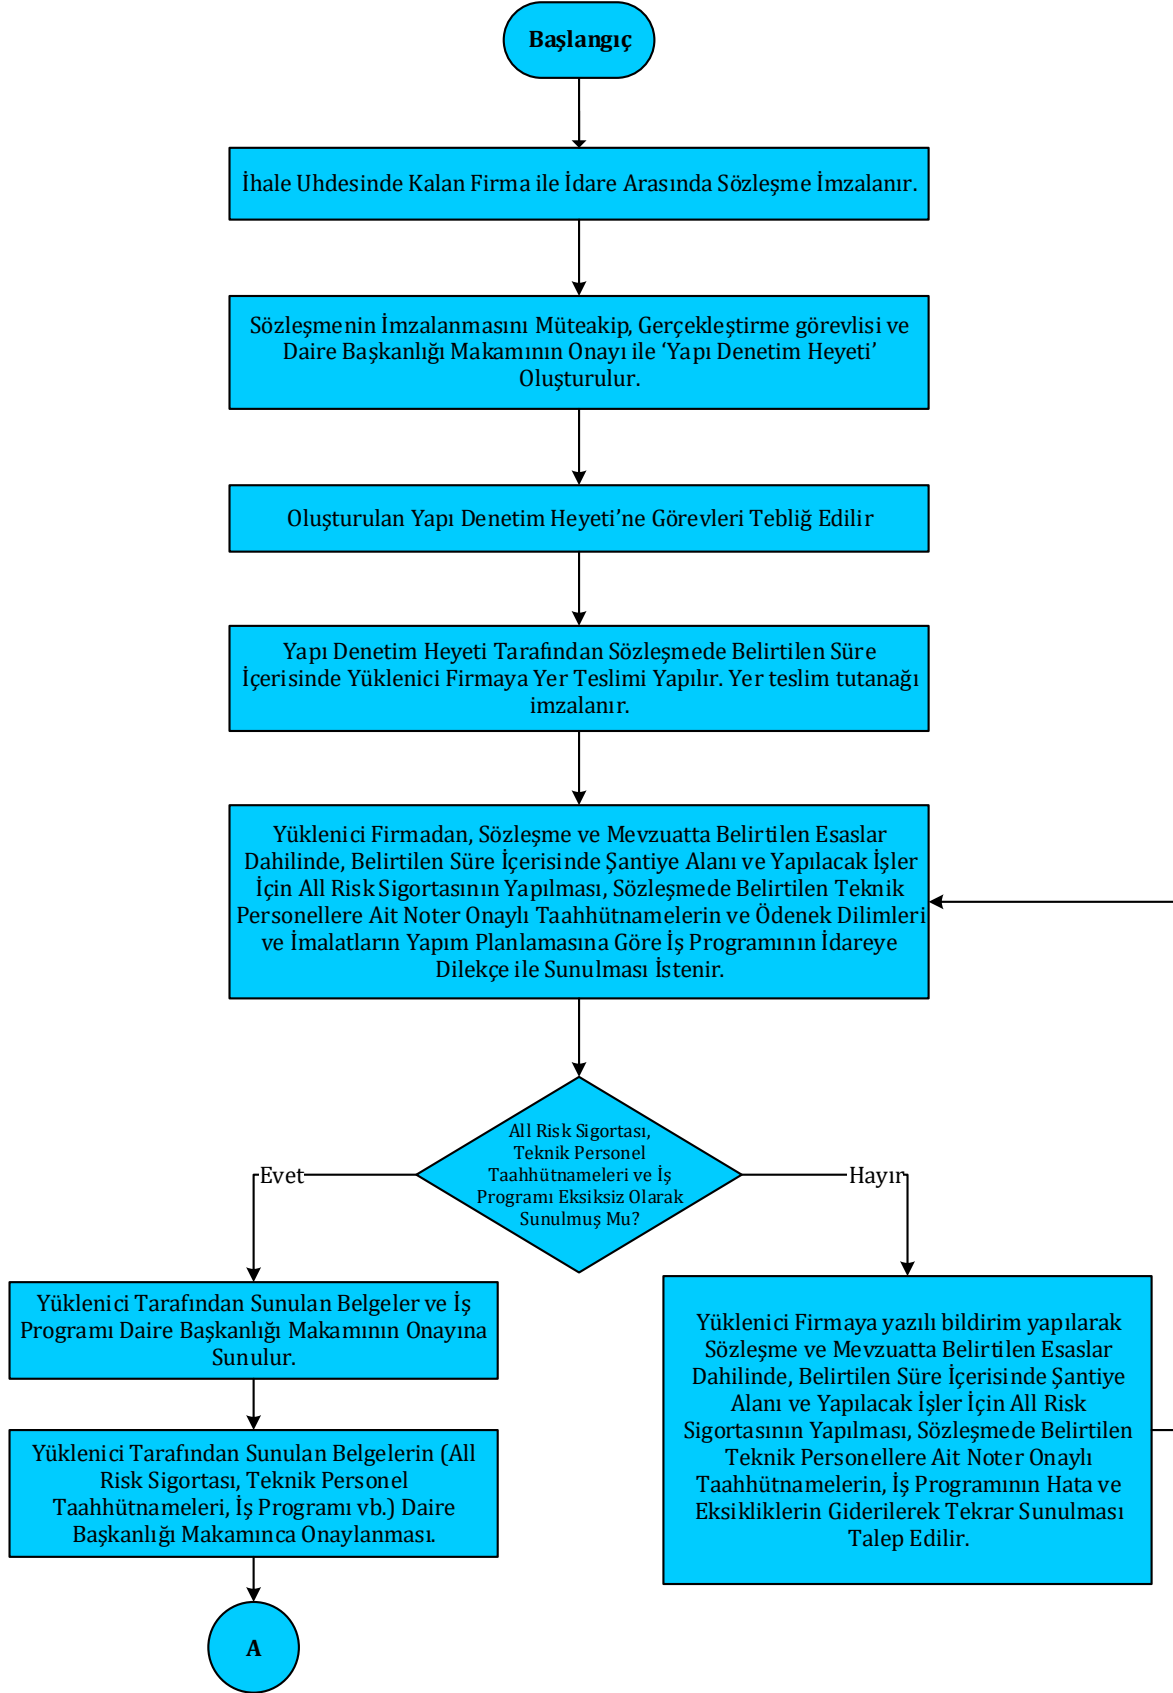 Başlangıç
İhale Uhdesinde Kalan Firma ile İdare Arasında Sözleşme İmzalanır.
Sözleşmenin İmzalanmasını Müteakip, Gerçekleştirme görevlisi ve
Daire Başkanlığı Makamının Onayı ile ‘Yapı Denetim Heyeti’
Oluşturulur.
Oluşturulan Yapı Denetim Heyeti’ne Görevleri Tebliğ Edilir
Yapı Denetim Heyeti Tarafından Sözleşmede Belirtilen Süre
İçerisinde Yüklenici Firmaya Yer Teslimi Yapılır. Yer teslim tutanağı
imzalanır.
Yüklenici Firmadan, Sözleşme ve Mevzuatta Belirtilen Esaslar
Dahilinde, Belirtilen Süre İçerisinde Şantiye Alanı ve Yapılacak İşler
İçin All Risk Sigortasının Yapılması, Sözleşmede Belirtilen Teknik
Personellere Ait Noter Onaylı Taahhütnamelerin ve Ödenek Dilimleri
ve İmalatların Yapım Planlamasına Göre İş Programının İdareye
Dilekçe ile Sunulması İstenir.
All Risk Sigortası,
Teknik Personel
Taahhütnameleri ve İş
Programı Eksiksiz Olarak
Sunulmuş Mu?
Evet
Hayır
Yüklenici Tarafından Sunulan Belgeler ve İş
Programı Daire Başkanlığı Makamının Onayına
Sunulur.
Yüklenici Tarafından Sunulan Belgelerin (All
Risk Sigortası, Teknik Personel
Taahhütnameleri, İş Programı vb.) Daire
Başkanlığı Makamınca Onaylanması.
A
Yüklenici Firmaya yazılı bildirim yapılarak
Sözleşme ve Mevzuatta Belirtilen Esaslar
Dahilinde, Belirtilen Süre İçerisinde Şantiye
Alanı ve Yapılacak İşler İçin All Risk
Sigortasının Yapılması, Sözleşmede Belirtilen
Teknik Personellere Ait Noter Onaylı
Taahhütnamelerin, İş Programının Hata ve
Eksikliklerin Giderilerek Tekrar Sunulması
Talep Edilir.